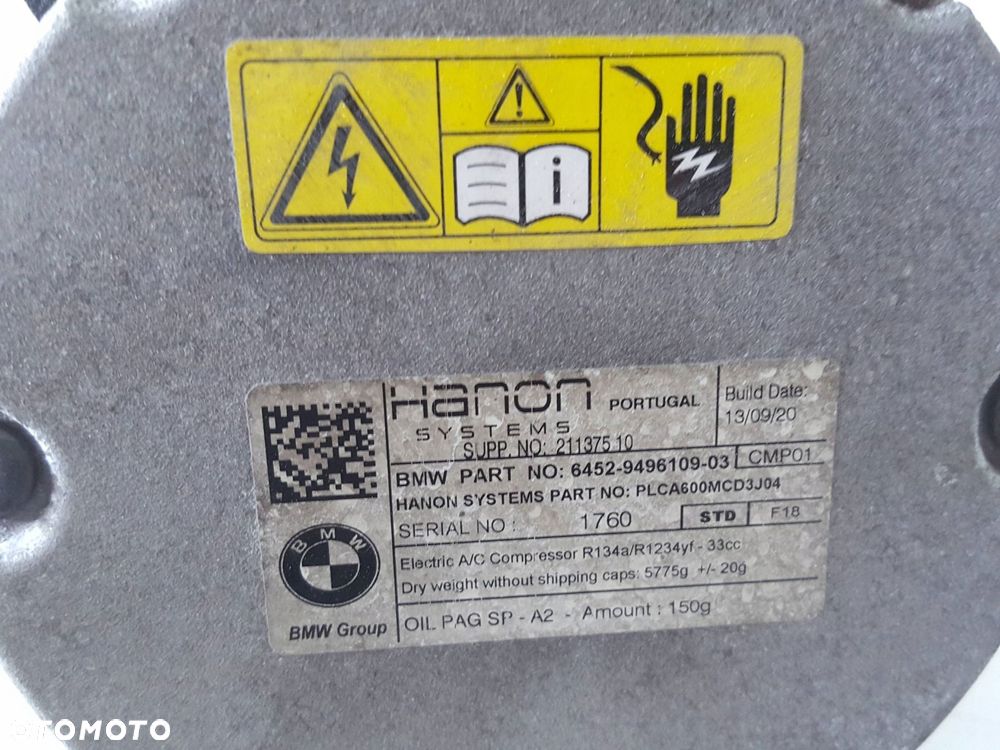 i
Hanon
SYSTEMS
PORTUGAL
Build Date:
13/09/20
SUPP. NO: 211375 10
BMW PART NO: 6452-9496109-03 CMP01
HANON SYSTEMS PART NO: PLCA600MCD3J04
SERIAL NO : 1760 STD F18
Electric A/C Compressor R134a/R1234yf - 33cc
Dry weight without shipping caps: 5775g +/- 20g
OIL PAG SP - A2 - Amount : 150g
BMW
BMW Group
OTOMOTO